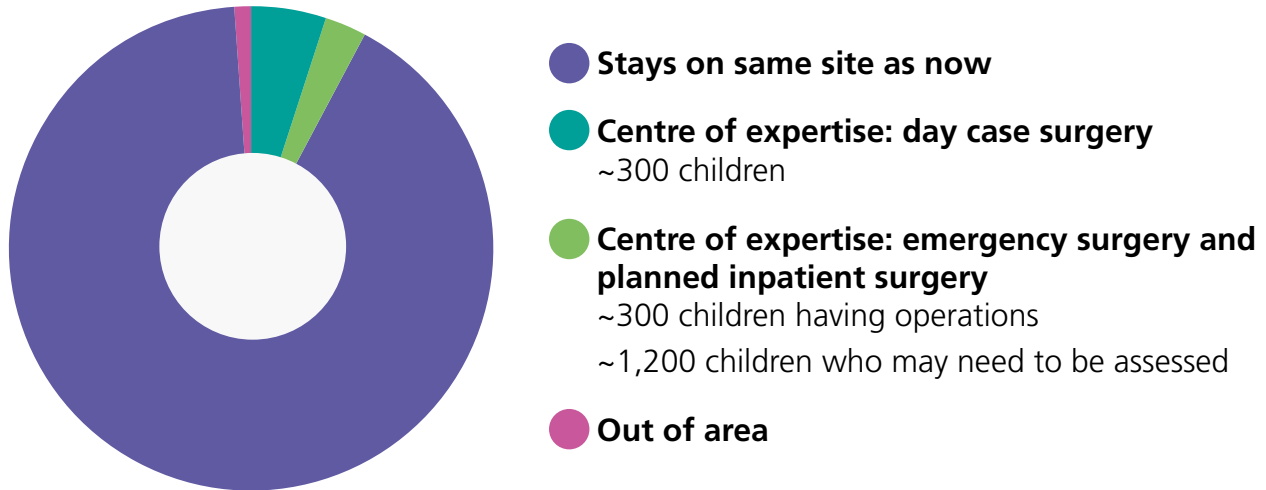 Stays on same site as now
Centre of expertise: day case surgery
~300 children
Centre of expertise: emergency surgery and
planned inpatient surgery
~300 children having operations
~1,200 children who may need to be assessed
Out of area